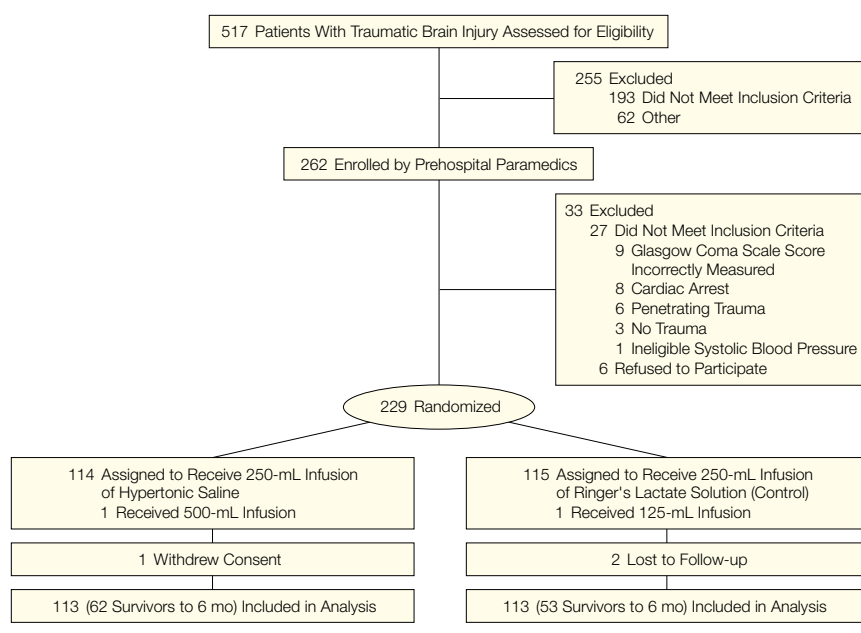 517 Patients With Traumatic Brain Injury Assessed for Eligibility
255 Excluded
193 Did Not Meet Inclusion Criteria
62 Other
262 Enrolled by Prehospital Paramedics
33 Excluded
27 Did Not Meet Inclusion Criteria
9 Glasgow Coma Scale Score
Incorrectly Measured
8 Cardiac Arrest
6 Penetrating Trauma
3 No Trauma
1 Ineligible Systolic Blood Pressure
6 Refused to Participate
229 Randomized
114 Assigned to Receive 250-mL Infusion
of Hypertonic Saline
1 Received 500-mL Infusion
115 Assigned to Receive 250-mL Infusion
of Ringer's Lactate Solution (Control)
1 Received 125-mL Infusion
1 Withdrew Consent
2 Lost to Follow-up
113 (62 Survivors to 6 mo) Included in Analysis
113 (53 Survivors to 6 mo) Included in Analysis